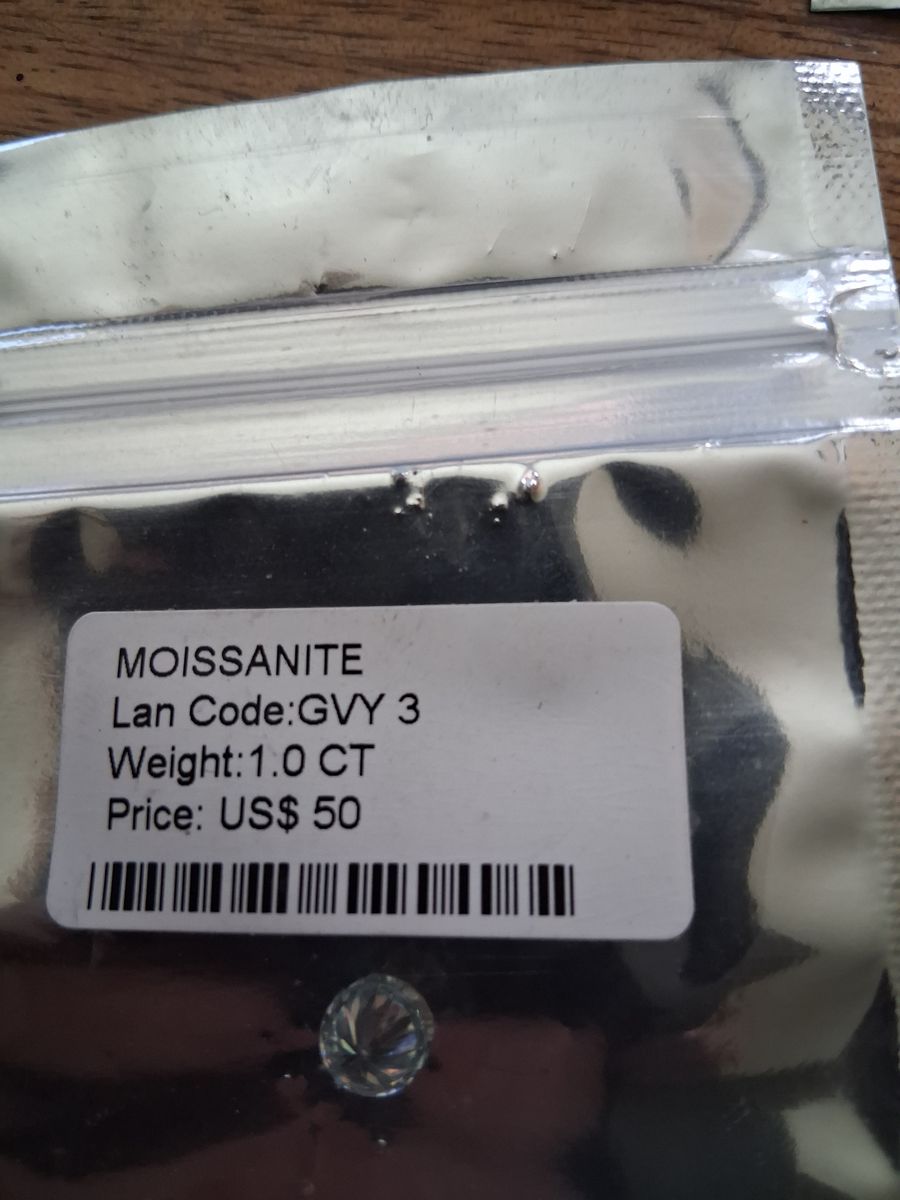 MOISSANITE
Lan Code:GVY 3
Weight:1.0 CT
Price: US$ 50